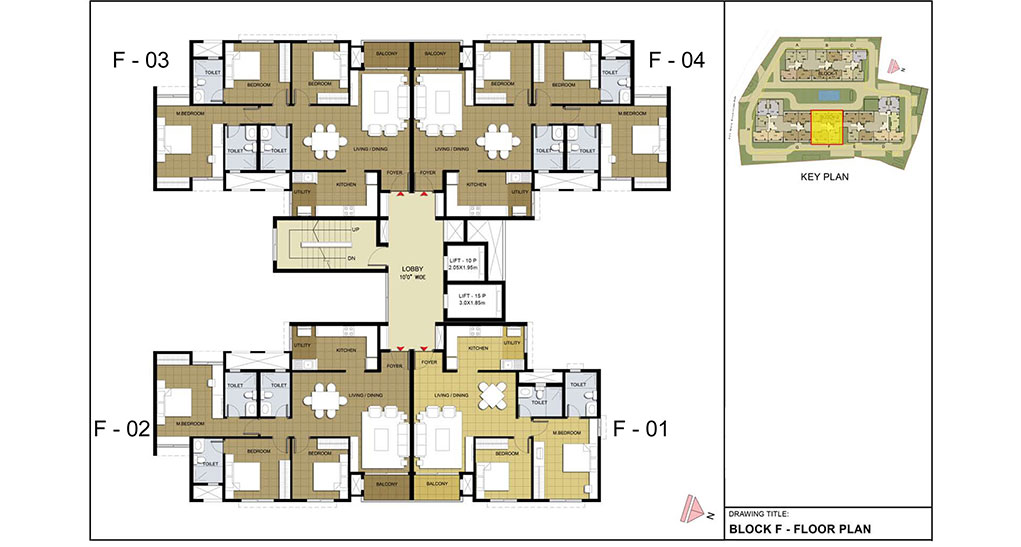 F - 03
F - 04
BALCONY
BALCONY
TOILET
BEDROOM
BEDROOM
BEDROOM
BEDROOM
TOILET
M.BEDROOM
M.BEDROOM
TOILET
TOILET
LIVING / DINING
LIVING / DINING
TOILET
TOILET
FOYER
FOYER
KITCHEN
KITCHEN
UTILITY
UTILITY
UP
DN
LOBBY
10'0" WIDE
LIFT - 10 P
2.05X1.95m
LIFT - 15 P
3.0X1.85m
UTILITY
KITCHEN
KITCHEN
UTILITY
FOYER
FOYER
TOILET
TOILET
LIVING / DINING
LIVING / DINING
TOILET
TOILET
F - 02
M.BEDROOM
M.BEDROOM
F - 01
TOILET
BEDROOM
BEDROOM
BEDROOM
BALCONY
BALCONY
N
A
B
C
BLOCK-1
N
KEY PLAN
DRAWING TITLE:
BLOCK F - FLOOR PLAN